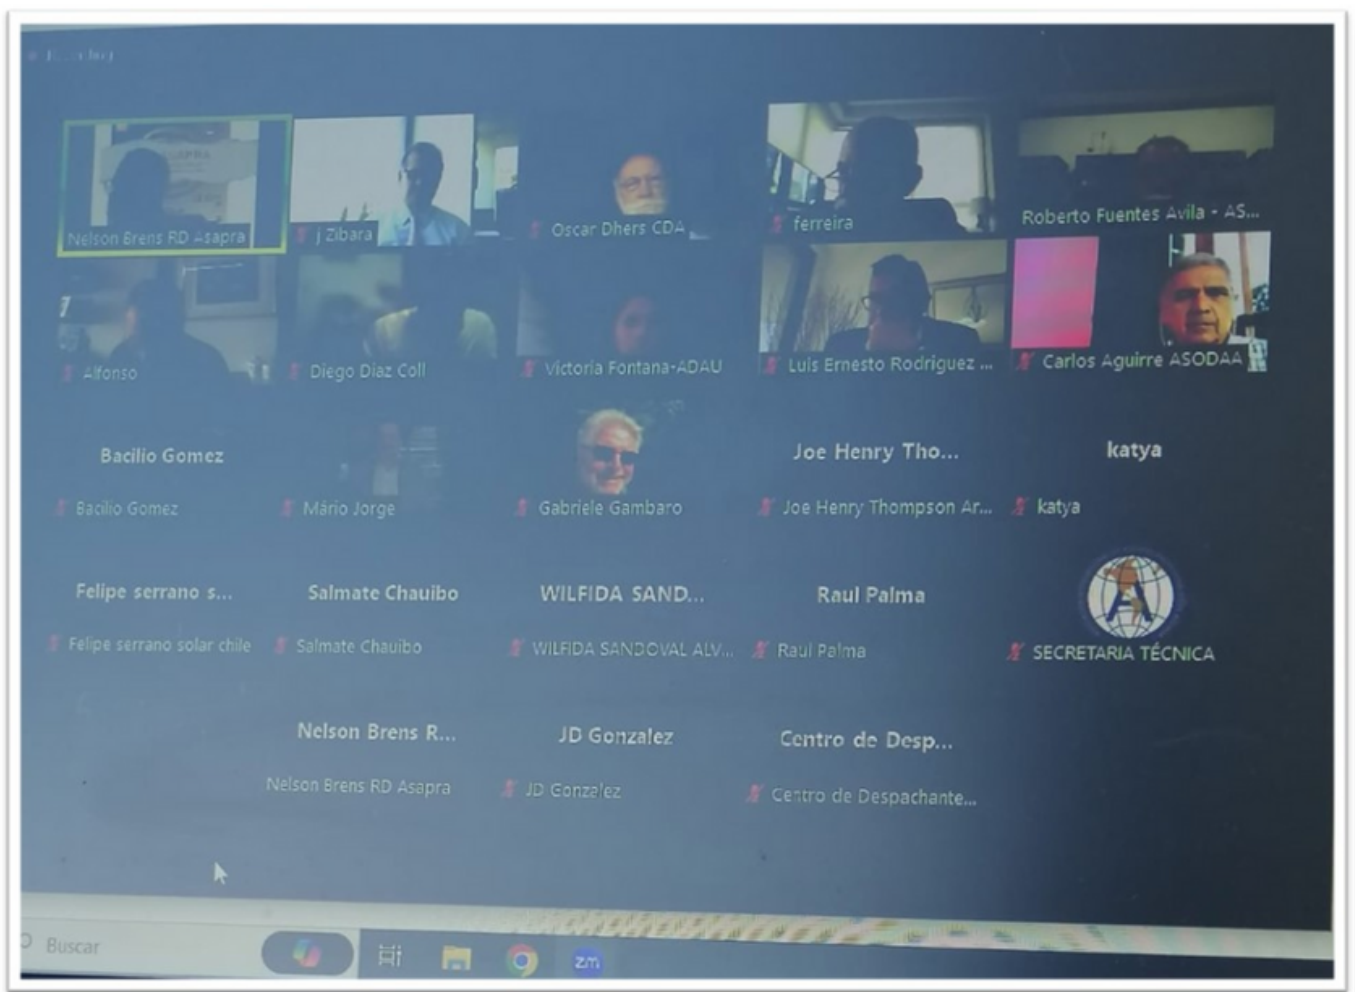 Nelson Brens RD Asapra
j Zibara
Oscar Dhers CDA
ferreira
Roberto Fuentes Avila - AS...
Alfonso
Diego Diaz Coll
Victoria Fontana-ADAU
Luis Ernesto Rodriguez ...
Carlos Aguirre ASODAA
Bacilio Gomez
Joe Henry Tho...
katya
Bacilio Gomez
Mário Jorge
Gabriele Gambaro
Joe Henry Thompson Ar...
katya
Felipe serrano s...
Salmate Chauibo
WILFIDA SAND...
Raul Palma
A
Felipe serrano solar chile
Salmate Chauibo
WILFIDA SANDOVAL ALV...
Raul Palma
SECRETARIA TÉCNICA
Nelson Brens R...
JD Gonzalez
Centro de Desp...
Nelson Brens RD Asapra
JD Gonzalez
Centro de Despachante...
Buscar
zm